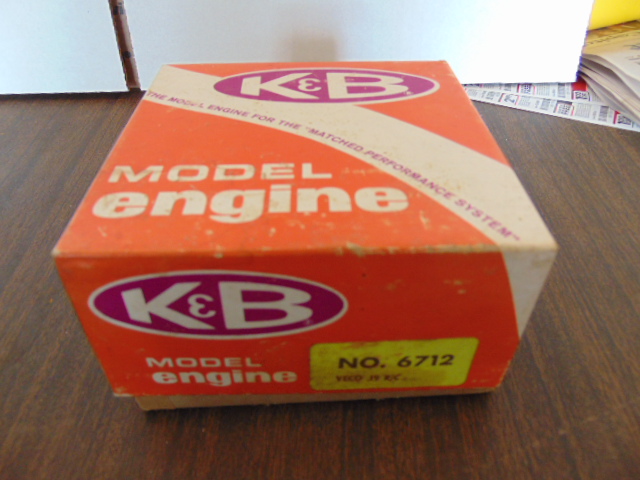 K&B
THE MODEL ENGINE FOR THE "MATCHED PERFORMANCE SYSTEM"
MODEL
engine
K&B
MODEL
engine
NO. 6712